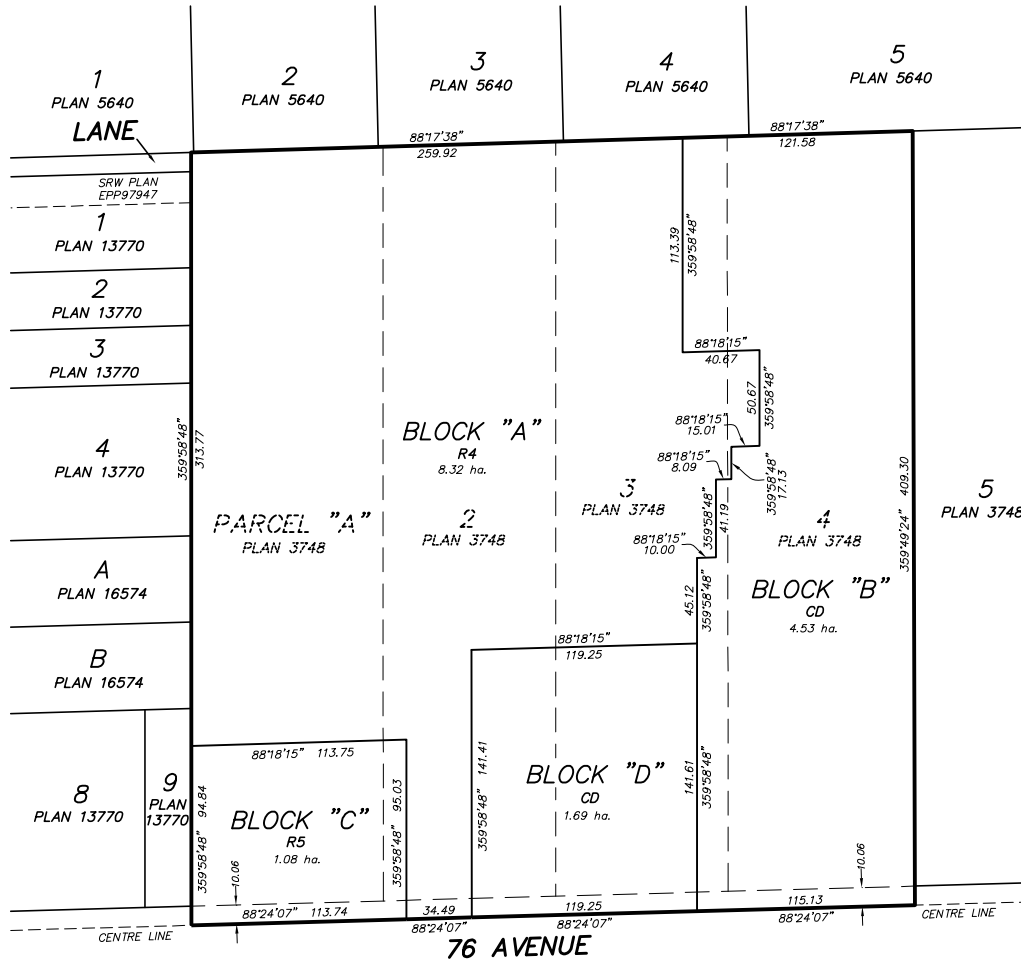 1
PLAN 5640
2
PLAN 5640
3
PLAN 5640
4
PLAN 5640
5
PLAN 5640
LANE
88°17'38"
259.92
88°17'38"
121.58
SRW PLAN
EPP97947
1
PLAN 13770
2
PLAN 13770
3
PLAN 13770
4
PLAN 13770
A
PLAN 16574
B
PLAN 16574
8
PLAN 13770
9
PLAN
13770
359°58'48"
313.77
113.39
359°58'48"
88°18'15"
40.67
50.67
359°58'48"
88°18'15"
15.01
88°18'15"
8.09
359°58'48"
17.13
359°58'48"
41.19
88°18'15"
10.00
45.12
359°58'48"
BLOCK "A"
R4
8.32 ha.
PARCEL "A"
PLAN 3748
2
PLAN 3748
3
PLAN 3748
4
PLAN 3748
5
PLAN 3748
359°49'24"
409.30
BLOCK "B"
CD
4.53 ha.
88°18'15"
119.25
88°18'15" 113.75
359°58'48" 94.84
359°58'48" 95.03
359°58'48" 141.41
141.61
359°58'48"
BLOCK "C"
R5
1.08 ha.
BLOCK "D"
CD
1.69 ha.
10.06
10.06
88°24'07" 113.74
34.49
88°24'07"
119.25
88°24'07"
115.13
88°24'07"
CENTRE LINE
CENTRE LINE
76 AVENUE